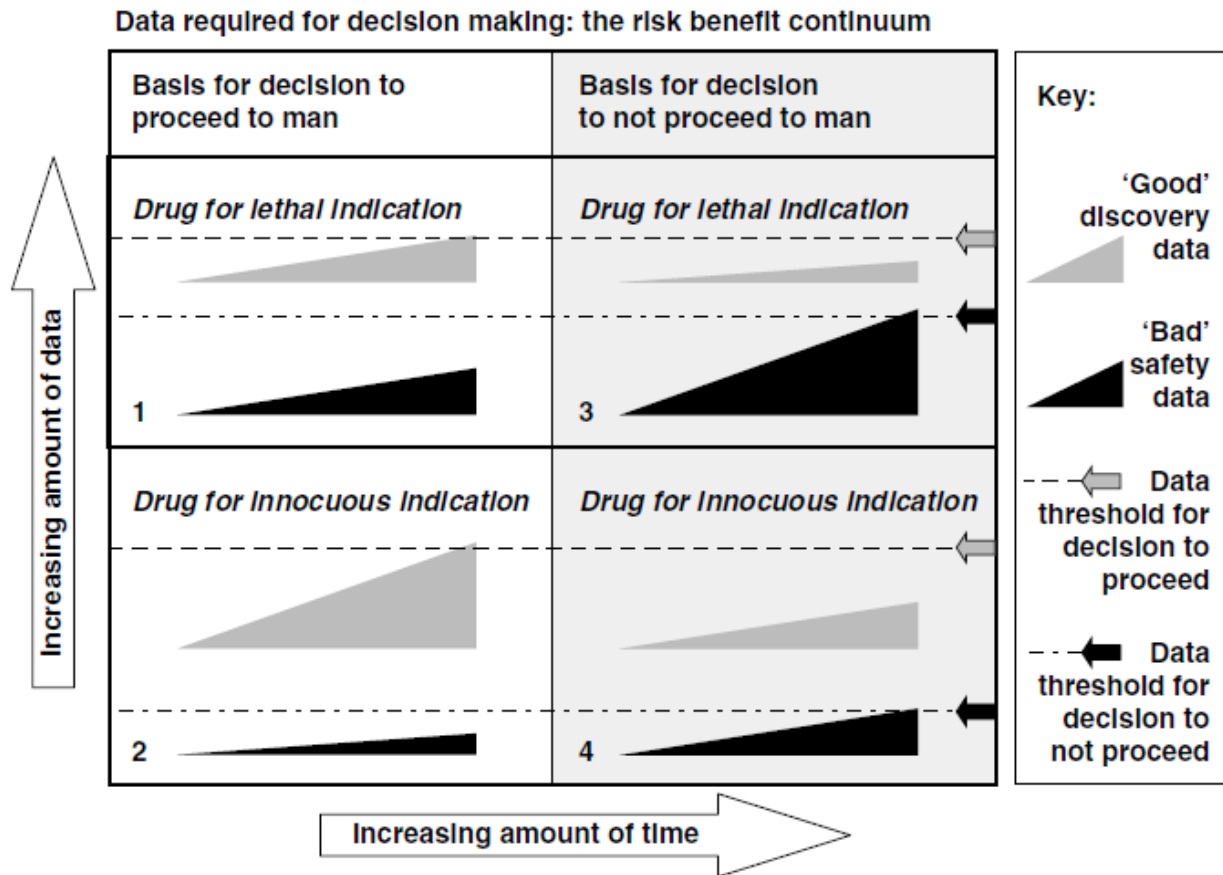 Data required for decision making: the risk benefit continuum
Basis for decision to
proceed to man
Basis for decision
to not proceed to man
Drug for lethal indication
1
Drug for lethal indication
3
Drug for innocuous indication
2
Drug for innocuous indication
4
Increasing amount of data
Increasing amount of time
Key:
‘Good’
discovery
data
‘Bad’
safety
data
Data
threshold for
decision to
proceed
Data
threshold for
decision to
not proceed